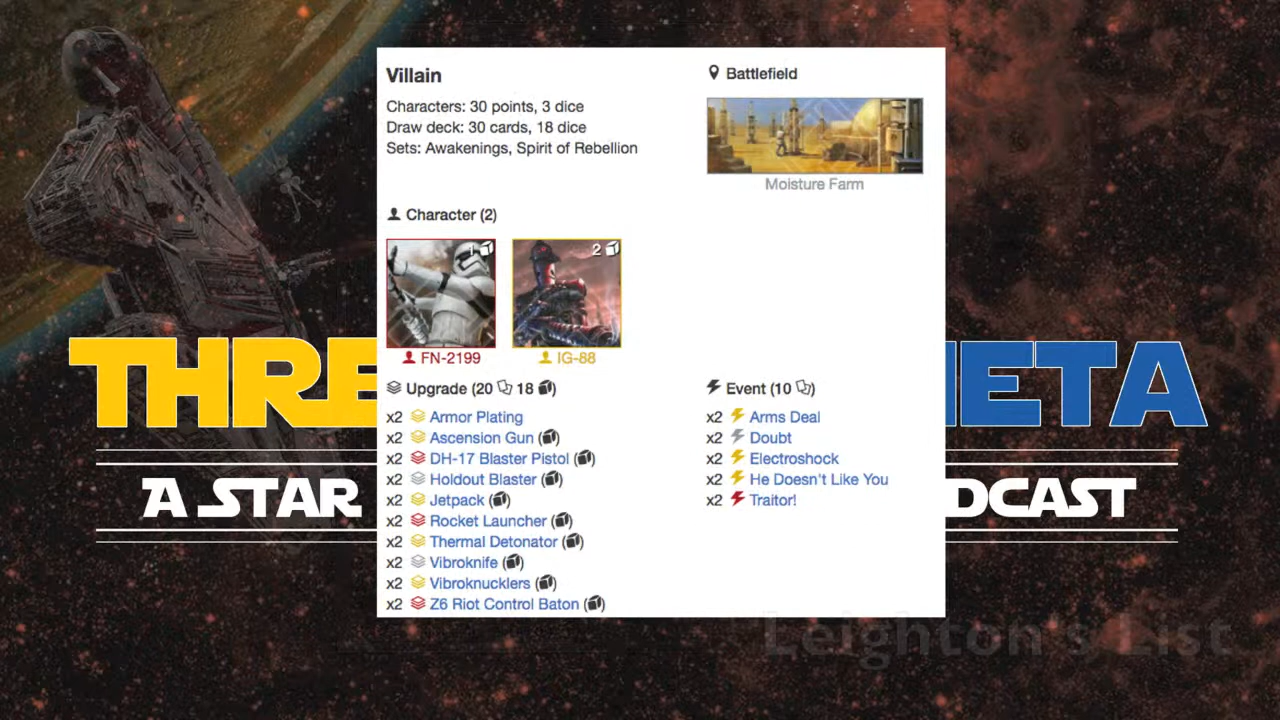 Villain
Characters: 30 points, 3 dice
Draw deck: 30 cards, 18 dice
Sets: Awakenings, Spirit of Rebellion
Battlefield
Moisture Farm
Character (2)
1
2
FN-2199
IG-88
THRE
META
A STAR
DCAST
Upgrade (20 18 )
x2 Armor Plating
x2 Ascension Gun ( )
x2 DH-17 Blaster Pistol ( )
x2 Holdout Blaster ( )
x2 Jetpack ( )
x2 Rocket Launcher ( )
x2 Thermal Detonator ( )
x2 Vibroknife ( )
x2 Vibroknucklers ( )
x2 Z6 Riot Control Baton ( )
Event (10 )
x2 Arms Deal
x2 Doubt
x2 Electroshock
x2 He Doesn't Like You
x2 Traitor!
Leighton's List